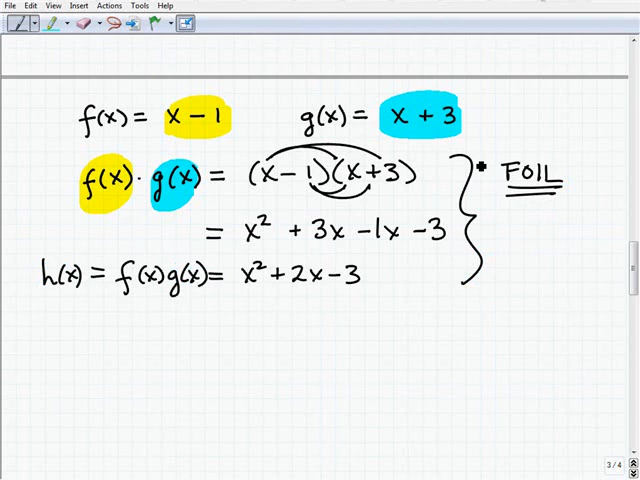 File Edit View Insert Actions Tools Help
f(x) = x - 1 g(x) = x + 3
f(x) · g(x) = (x - 1)(x + 3) FOIL
= x² + 3x - 1x - 3
h(x) = f(x)g(x) = x² + 2x - 3
3 / 4